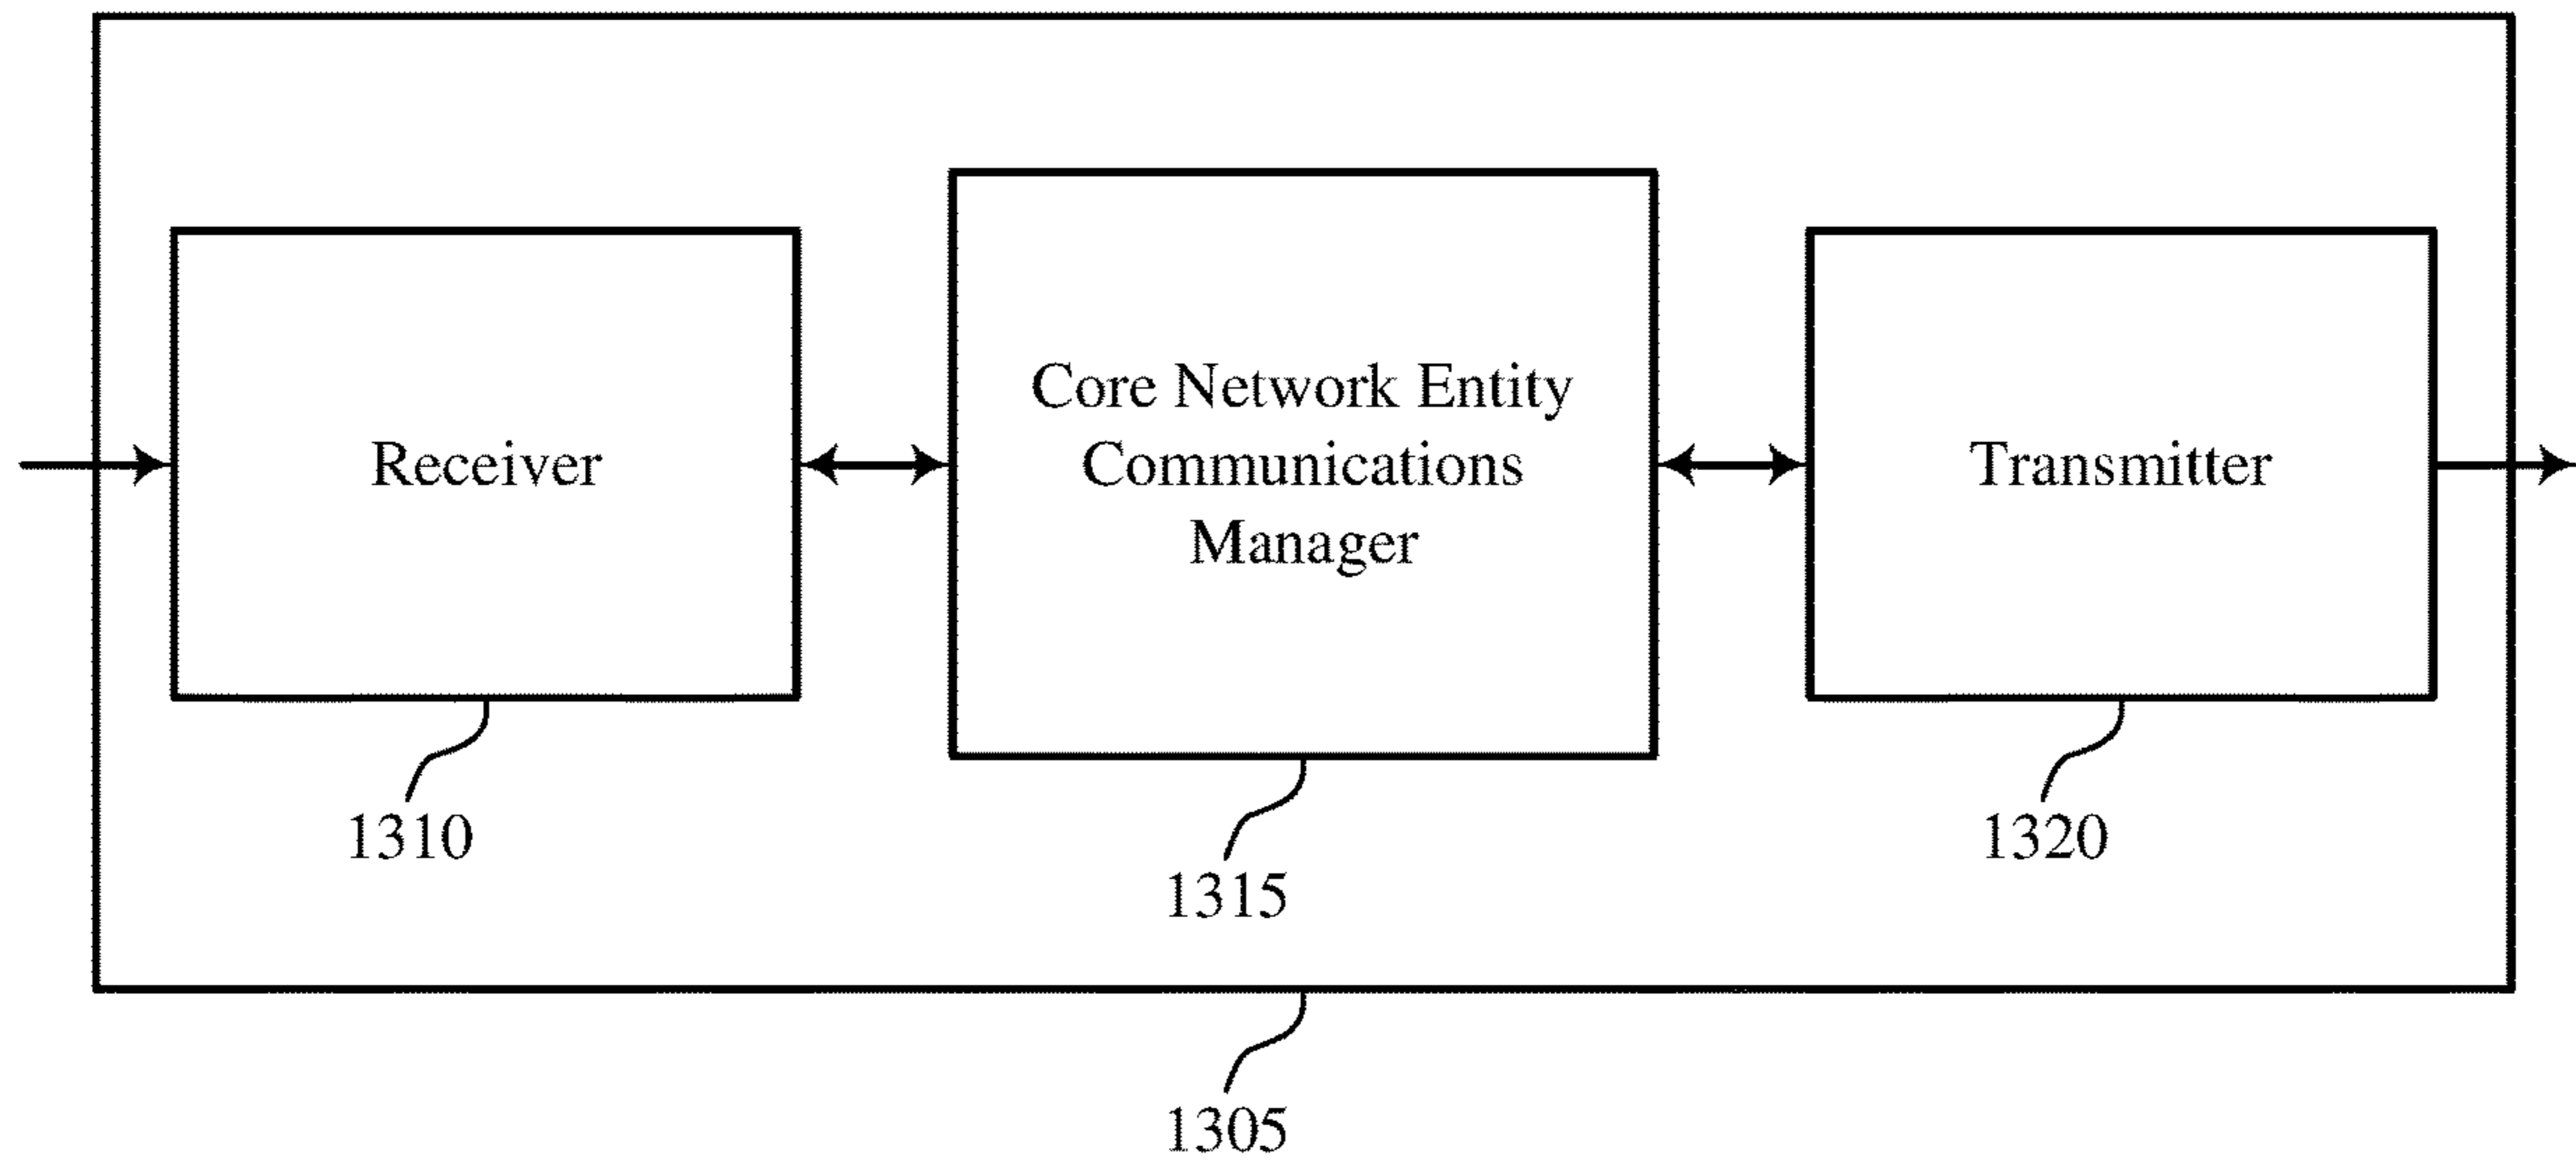 Receiver
Core Network Entity
Communications
Manager
Transmitter
1310
1315
1320
1305